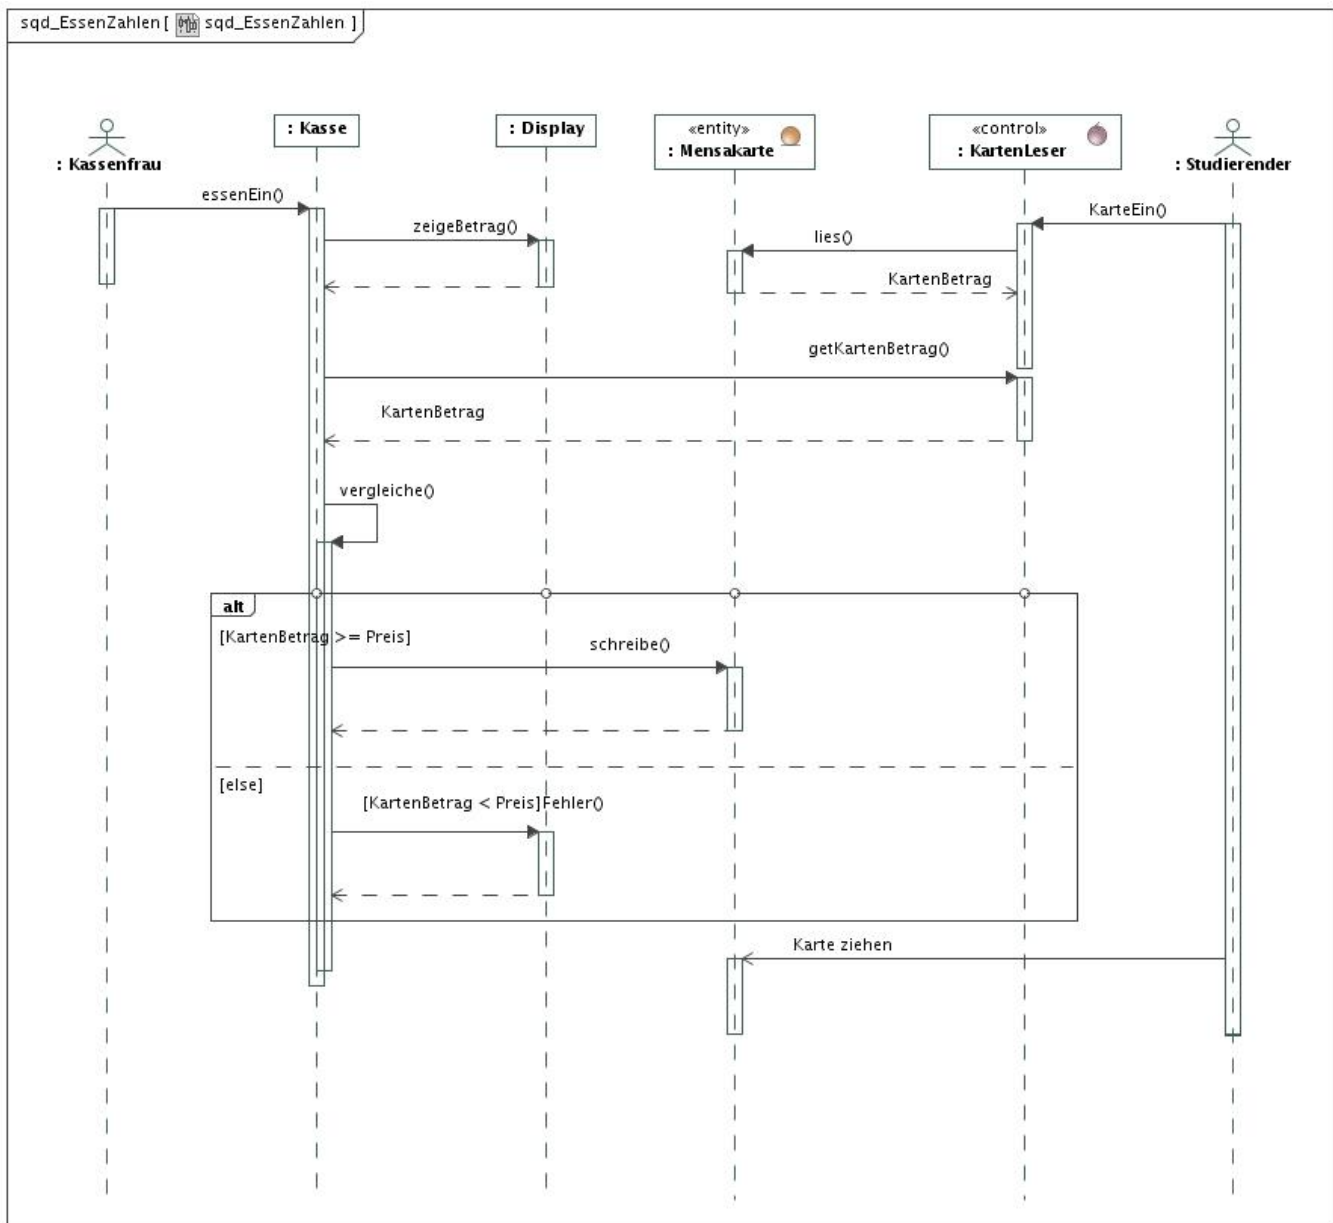 sqd_EssenZahlen [ sqd_EssenZahlen ]
: Kassenfrau
: Kasse
: Display
«entity»
: Mensakarte
«control»
: KartenLeser
: Studierender
essenEin()
KarteEin()
zeigeBetrag()
lies()
KartenBetrag
getKartenBetrag()
KartenBetrag
vergleiche()
alt
[KartenBetrag >= Preis]
schreibe()
[else]
[KartenBetrag < Preis]Fehler()
Karte ziehen